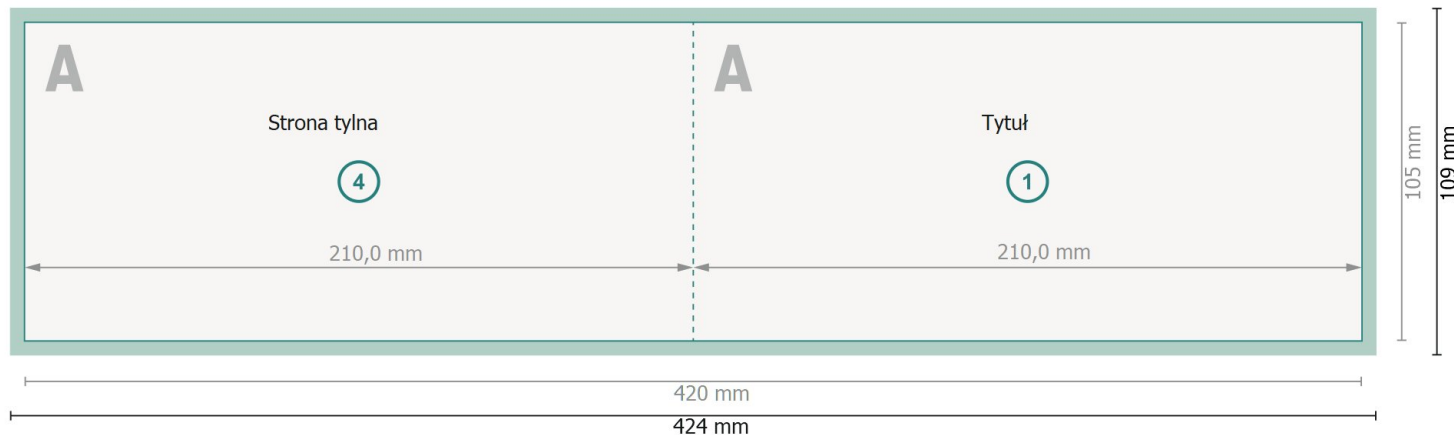 A
A
Strona tylna
Tytuł
4
1
210,0 mm
210,0 mm
105 mm
109 mm
420 mm
424 mm